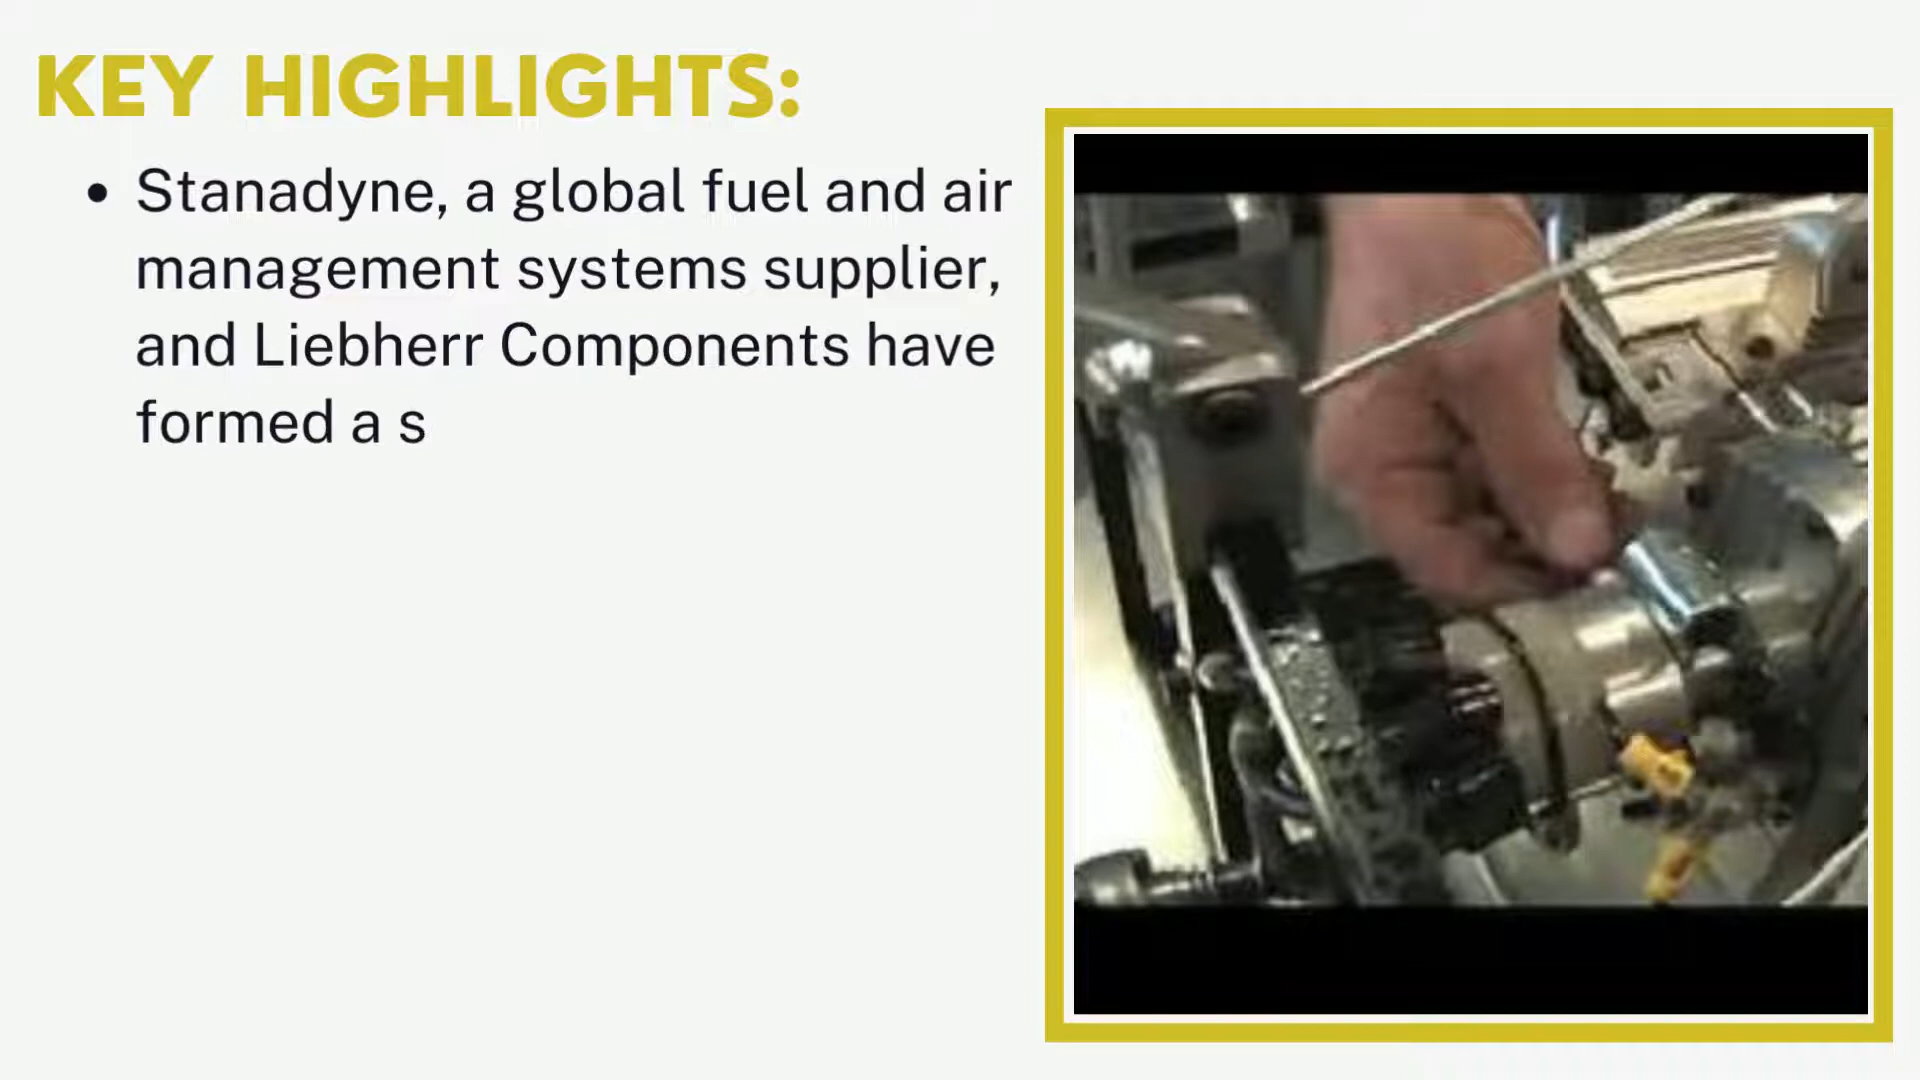 KEY HIGHLIGHTS:
• Stanadyne, a global fuel and air
management systems supplier,
and Liebherr Components have
formed a s